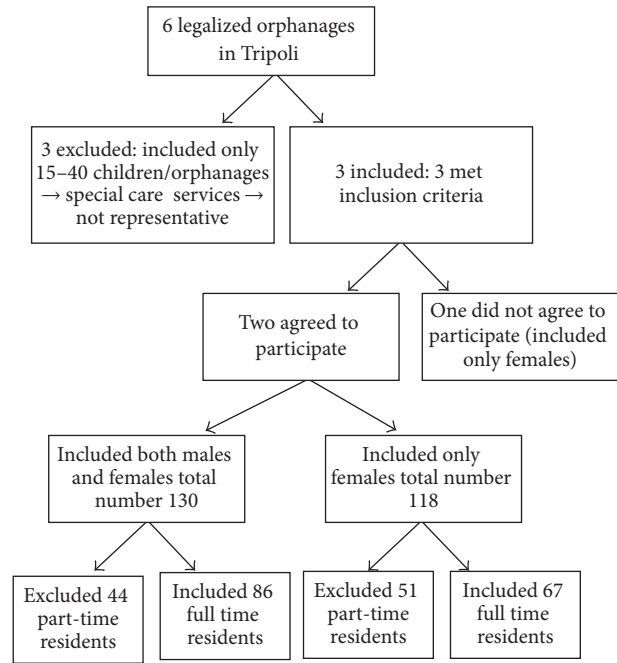 6 legalized orphanages
in Tripoli
3 excluded: included only
15–40 children/orphanages
→ special care services →
not representative
3 included: 3 met
inclusion criteria
Two agreed to
participate
One did not agree to
participate (included
only females)
Included both males
and females total
number 130
Included only
females total number
118
Excluded 44
part-time
residents
Included 86
full time
residents
Excluded 51
part-time
residents
Included 67
full time
residents